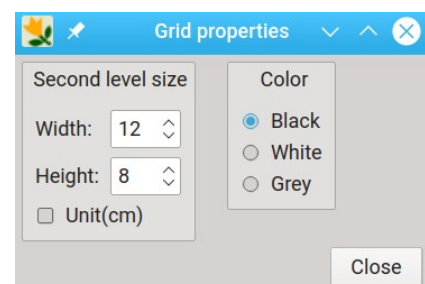 Grid properties
Second level size
Width: 12
Height: 8
Unit(cm)
Color
Black
White
Grey
Close